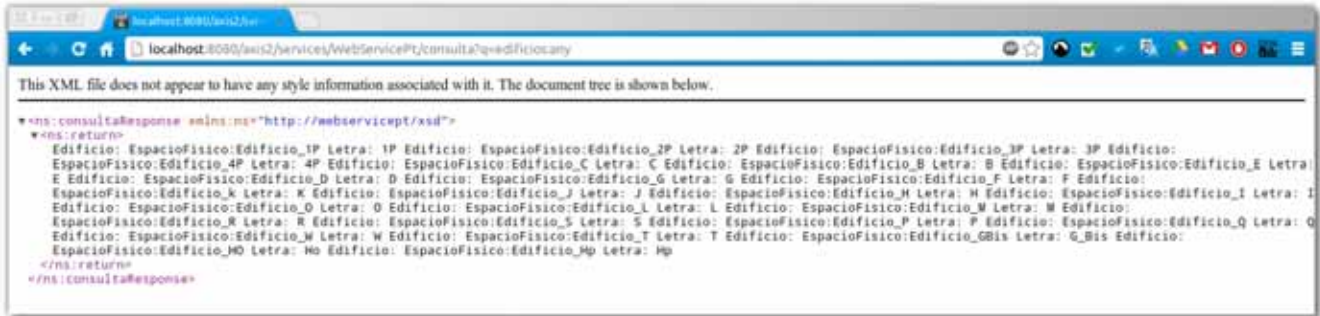 localhost:8080/axis2/ser
localhost:8080/axis2/services/WebServicePt/consulta?q=edificio:any
This XML file does not appear to have any style information associated with it. The document tree is shown below.
▼<ns:consultaResponse xmlns:ns="http://webservicept/xsd">
▼<ns:return>
Edificio: EspacioFisico:Edificio_1P Letra: 1P Edificio: EspacioFisico:Edificio_2P Letra: 2P Edificio: EspacioFisico:Edificio_3P Letra: 3P Edificio:
EspacioFisico:Edificio_4P Letra: 4P Edificio: EspacioFisico:Edificio_C Letra: C Edificio: EspacioFisico:Edificio_B Letra: B Edificio: EspacioFisico:Edificio_E Letra:
E Edificio: EspacioFisico:Edificio_D Letra: D Edificio: EspacioFisico:Edificio_G Letra: G Edificio: EspacioFisico:Edificio_F Letra: F Edificio:
EspacioFisico:Edificio_k Letra: K Edificio: EspacioFisico:Edificio_J Letra: J Edificio: EspacioFisico:Edificio_H Letra: H Edificio: EspacioFisico:Edificio_I Letra: I
Edificio: EspacioFisico:Edificio_O Letra: O Edificio: EspacioFisico:Edificio_L Letra: L Edificio: EspacioFisico:Edificio_M Letra: M Edificio:
EspacioFisico:Edificio_R Letra: R Edificio: EspacioFisico:Edificio_S Letra: S Edificio: EspacioFisico:Edificio_P Letra: P Edificio: EspacioFisico:Edificio_Q Letra: Q
Edificio: EspacioFisico:Edificio_W Letra: W Edificio: EspacioFisico:Edificio_T Letra: T Edificio: EspacioFisico:Edificio_GBis Letra: G_Bis Edificio:
EspacioFisico:Edificio_HO Letra: Ho Edificio: EspacioFisico:Edificio_Hp Letra: Hp
</ns:return>
</ns:consultaResponse>